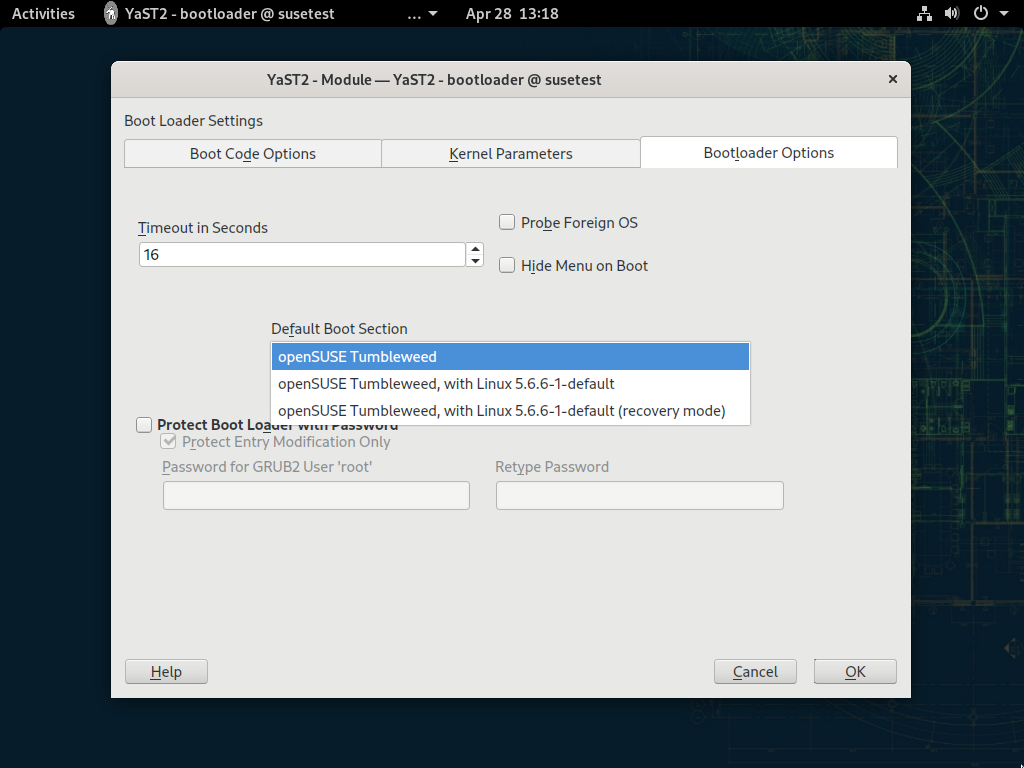 Activities YaST2 - bootloader @ susetest ... Apr 28 13:18
YaST2 - Module — YaST2 - bootloader @ susetest ×
Boot Loader Settings
Boot Code Options Kernel Parameters Bootloader Options
Timeout in Seconds
16
Probe Foreign OS
Hide Menu on Boot
Default Boot Section
openSUSE Tumbleweed
openSUSE Tumbleweed, with Linux 5.6.6-1-default
openSUSE Tumbleweed, with Linux 5.6.6-1-default (recovery mode)
Protect Boot Loader with Password
Protect Entry Modification Only
Password for GRUB2 User 'root' Retype Password
Help Cancel OK